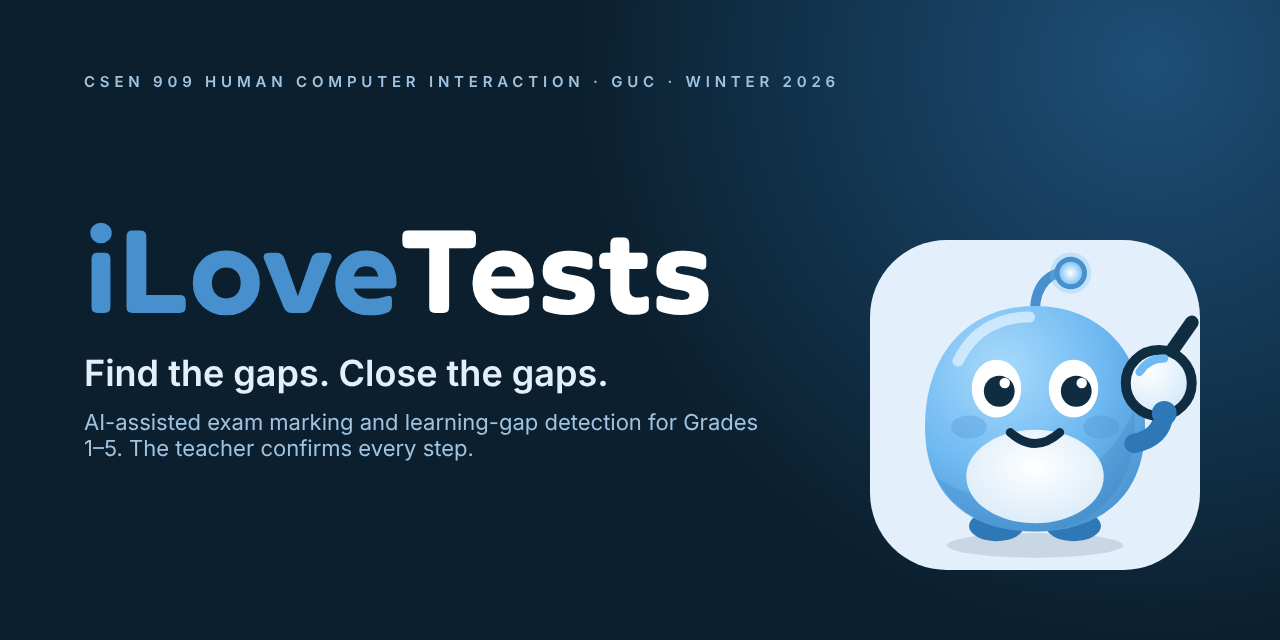 CSEN 909 HUMAN COMPUTER INTERACTION · GUC · WINTER 2026
iLoveTests
Find the gaps. Close the gaps.
AI-assisted exam marking and learning-gap detection for Grades
1–5. The teacher confirms every step.